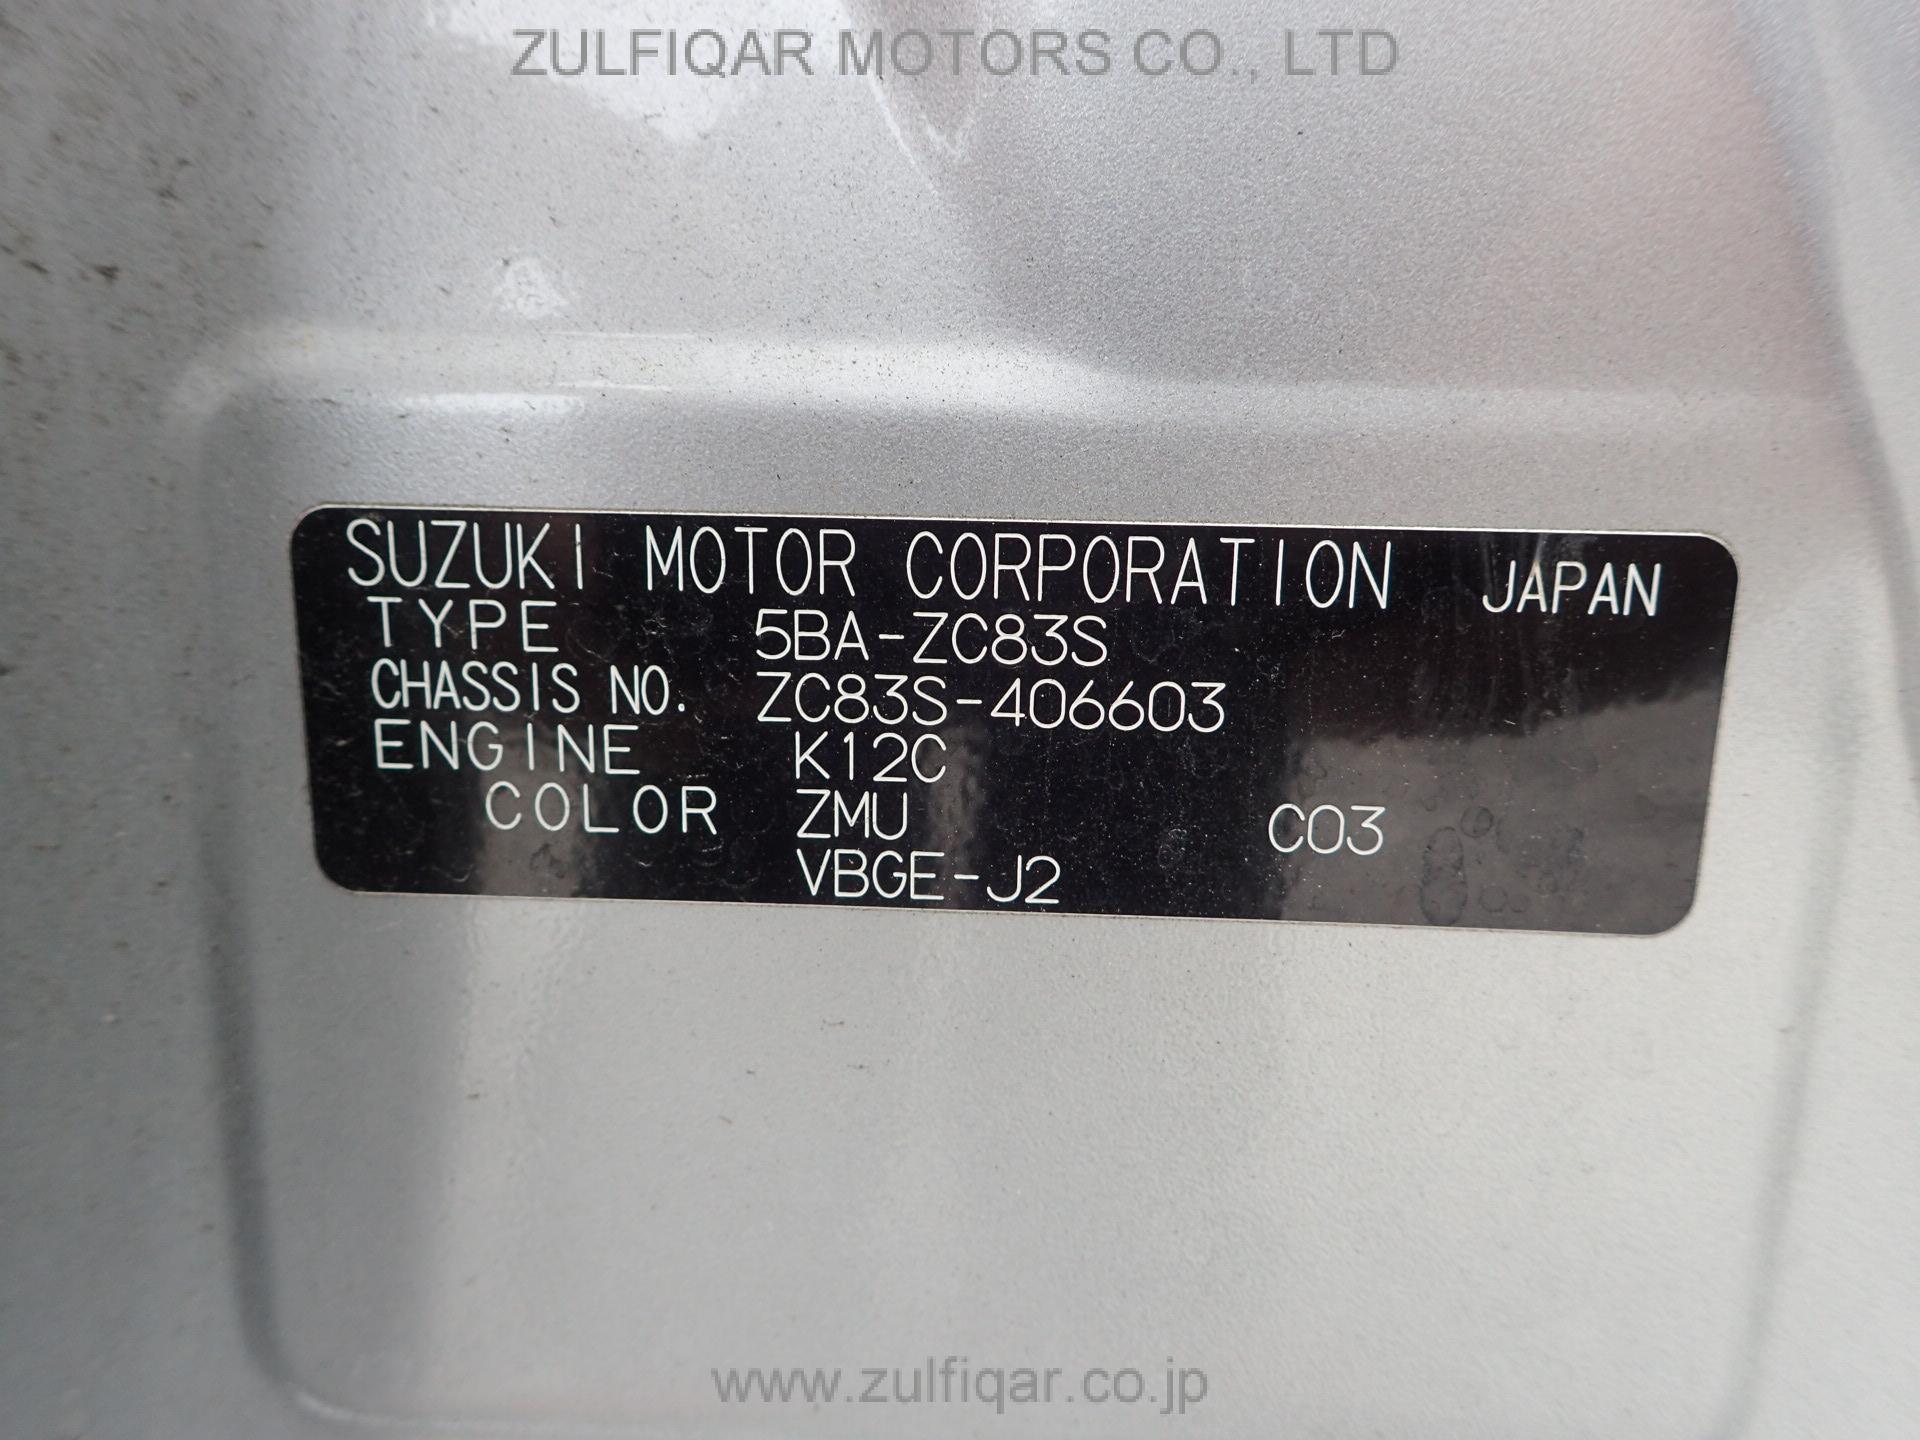 ZULFIQAR MOTORS CO., LTD
SUZUKI MOTOR CORPORATION JAPAN
TYPE 5BA-ZC83S
CHASSIS NO. ZC83S-406603
ENGINE K12C
COLOR ZMU C03
VBGE-J2
www.zulfiqar.co.jp